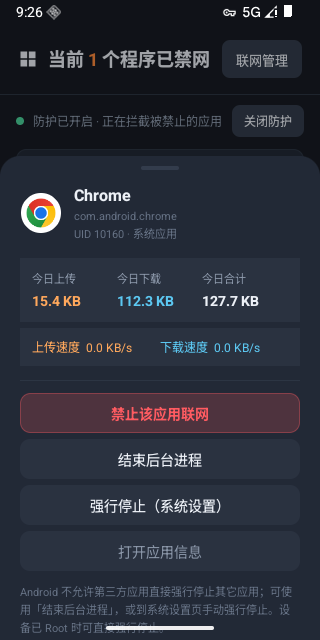 9:26
5G
当前 1 个程序已禁网
联网管理
防护已开启 · 正在拦截被禁止的应用
关闭防护
Chrome
com.android.chrome
UID 10160 · 系统应用
今日上传 今日下载 今日合计
15.4 KB 112.3 KB 127.7 KB
上传速度 0.0 KB/s 下载速度 0.0 KB/s
禁止该应用联网
结束后台进程
强行停止（系统设置）
打开应用信息
Android 不允许第三方应用直接强行停止其它应用；可使
用「结束后台进程」，或到系统设置页手动强行停止。设
备已 Root 时可直接强行停止。